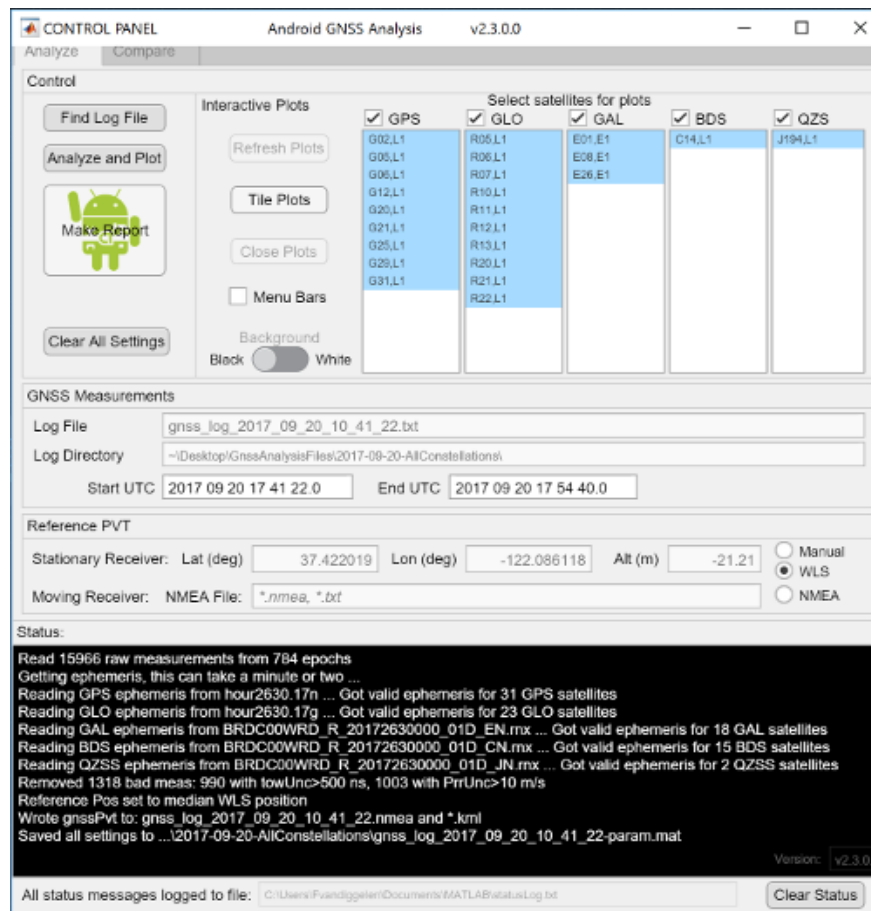 CONTROL PANEL Android GNSS Analysis v2.3.0.0
Analyze Compare
Control
Find Log File
Analyze and Plot
Make Report
Clear All Settings
Interactive Plots
Refresh Plots
Tile Plots
Close Plots
Menu Bars
Background
Black White
Select satellites for plots
GPS
G02,L1
G05,L1
G06,L1
G12,L1
G20,L1
G21,L1
G25,L1
G29,L1
G31,L1
GLO
R05,L1
R06,L1
R07,L1
R10,L1
R11,L1
R12,L1
R13,L1
R20,L1
R21,L1
R22,L1
GAL
E01,E1
E08,E1
E26,E1
BDS
C14,L1
QZS
J194,L1
GNSS Measurements
Log File gnss_log_2017_09_20_10_41_22.txt
Log Directory ~\Desktop\GnssAnalysisFiles\2017-09-20-AllConstellations\
Start UTC 2017 09 20 17 41 22.0 End UTC 2017 09 20 17 54 40.0
Reference PVT
Stationary Receiver: Lat (deg) 37.422019 Lon (deg) -122.086118 Alt (m) -21.21
Manual
WLS
Moving Receiver: NMEA File: *.nmea, *.txt NMEA
Status:
Read 15966 raw measurements from 784 epochs
Getting ephemeris, this can take a minute or two ...
Reading GPS ephemeris from hour2630.17n ... Got valid ephemeris for 31 GPS satellites
Reading GLO ephemeris from hour2630.17g ... Got valid ephemeris for 23 GLO satellites
Reading GAL ephemeris from BRDC00WRD_R_20172630000_01D_EN.rnx ... Got valid ephemeris for 18 GAL satellites
Reading BDS ephemeris from BRDC00WRD_R_20172630000_01D_CN.rnx ... Got valid ephemeris for 15 BDS satellites
Reading QZSS ephemeris from BRDC00WRD_R_20172630000_01D_JN.rnx ... Got valid ephemeris for 2 QZSS satellites
Removed 1318 bad meas: 990 with towUnc>500 ns, 1003 with PrrUnc>10 m/s
Reference Pos set to median WLS position
Wrote gnssPvt to: gnss_log_2017_09_20_10_41_22.nmea and *.kml
Saved all settings to ...\2017-09-20-AllConstellations\gnss_log_2017_09_20_10_41_22-param.mat
Version: v2.3.0
All status messages logged to file: C:\Users\Fvandiggelen\Documents\MATLAB\statusLog.txt Clear Status